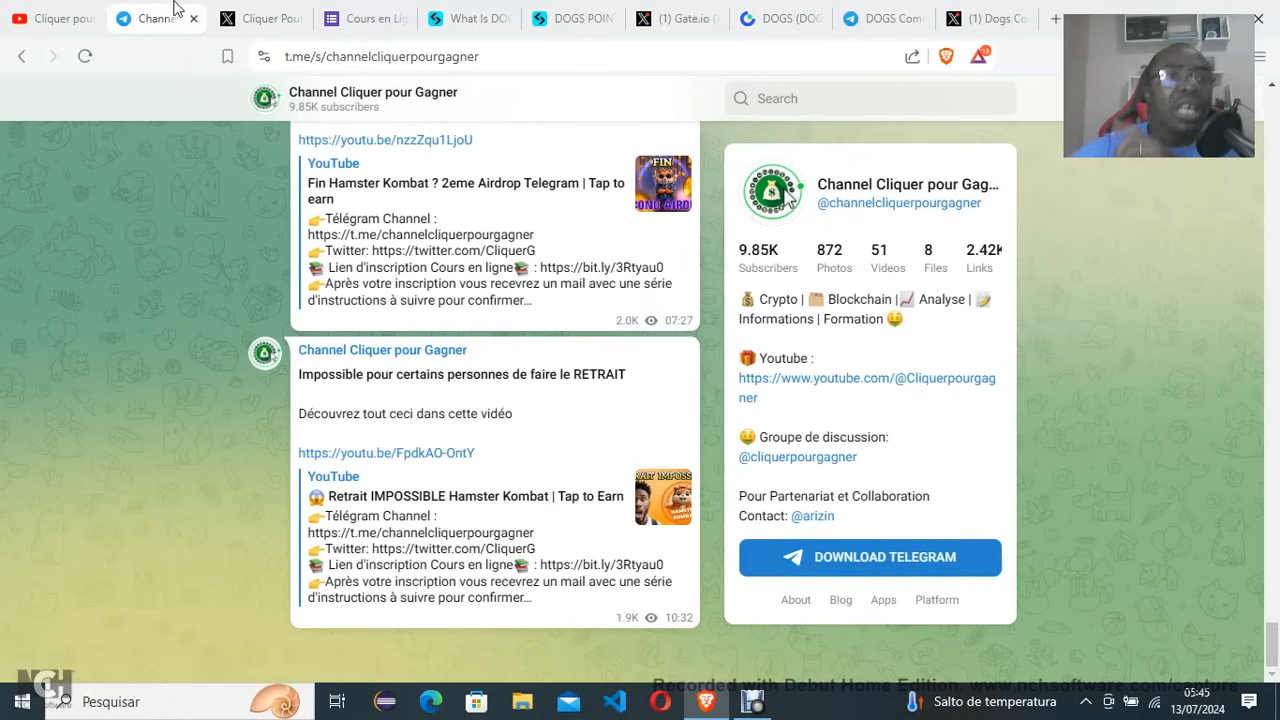 Cliquer pour
Channe
Cliquer Pou
Cours en Lig
What Is DO
DOGS POIN
(1) Gate.io (
DOGS (DO
DOGS Com
(1) Dogs Co
t.me/s/channelcliquerpourgagner
Channel Cliquer pour Gagner
9.85K subscribers
Search
https://youtu.be/nzzZqu1LjoU
YouTube
Fin Hamster Kombat ? 2eme Airdrop Telegram | Tap to
earn
👉Télégram Channel :
https://t.me/channelcliquerpourgagner
👉Twitter: https://twitter.com/CliquerG
📚 Lien d'inscription Cours en ligne📚 : https://bit.ly/3Rtyau0
👉Après votre inscription vous recevrez un mail avec une série
d'instructions à suivre pour confirmer…
FIN
2.0K 07:27
Channel Cliquer pour Gagner
Impossible pour certains personnes de faire le RETRAIT
Découvrez tout ceci dans cette vidéo
https://youtu.be/FpdkAO-OntY
YouTube
😱 Retrait IMPOSSIBLE Hamster Kombat | Tap to Earn
👉Télégram Channel :
https://t.me/channelcliquerpourgagner
👉Twitter: https://twitter.com/CliquerG
📚 Lien d'inscription Cours en ligne📚 : https://bit.ly/3Rtyau0
👉Après votre inscription vous recevrez un mail avec une série
d'instructions à suivre pour confirmer…
1.9K 10:32
Channel Cliquer pour Gag...
@channelcliquerpourgagner
9.85K 872 51 8 2.42K
Subscribers Photos Videos Files Links
💰 Crypto | 🗂 Blockchain |📈 Analyse | 📝
Informations | Formation 🤑
🎁 Youtube :
https://www.youtube.com/@Cliquerpourgag
ner
🤑 Groupe de discussion:
@cliquerpourgagner
Pour Partenariat et Collaboration
Contact: @arizin
DOWNLOAD TELEGRAM
About Blog Apps Platform
NCH
Recorded with Debut Home Edition. www.nchsoftware.com/capture
Pesquisar
Salto de temperatura
05:45
13/07/2024